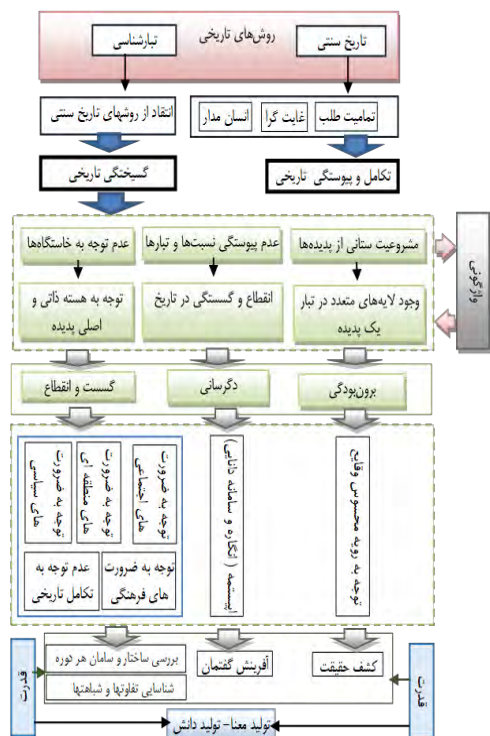 روش‌های تاریخی
تاریخ سنتی
تبارشناسی
تمامیت طلب
غایت گرا
انسان مدار
انتقاد از روشهای تاریخ سنتی
تکامل و پیوستگی تاریخی
گسیختگی تاریخی
مشروعیت ستانی از پدیده‌ها
عدم پیوستگی نسبت‌ها و تبارها
عدم توجه به خاستگاه‌ها
وجود لایه‌های متعدد در تبار
یک پدیده
انقطاع و گسستگی در تاریخ
توجه به هسته ذاتی و
اصلی پدیده
واژگونی
برون‌بودگی
دگرسانی
گسست و انقطاع
توجه به رویه محسوس وقایع
اپیستمه ( انگاره و سامانه دانایی)
توجه به ضرورت
های اجتماعی
توجه به ضرورت
های منطقه ای
توجه به ضرورت
های سیاسی
توجه به ضرورت
های فرهنگی
عدم توجه به
تکامل تاریخی
کشف حقیقت
آفرینش گفتمان
بررسی ساختار و سامان هر دوره
شناسایی تفاوتها و شباهتها
قدرت
قدرت
تولید معنا- تولید دانش